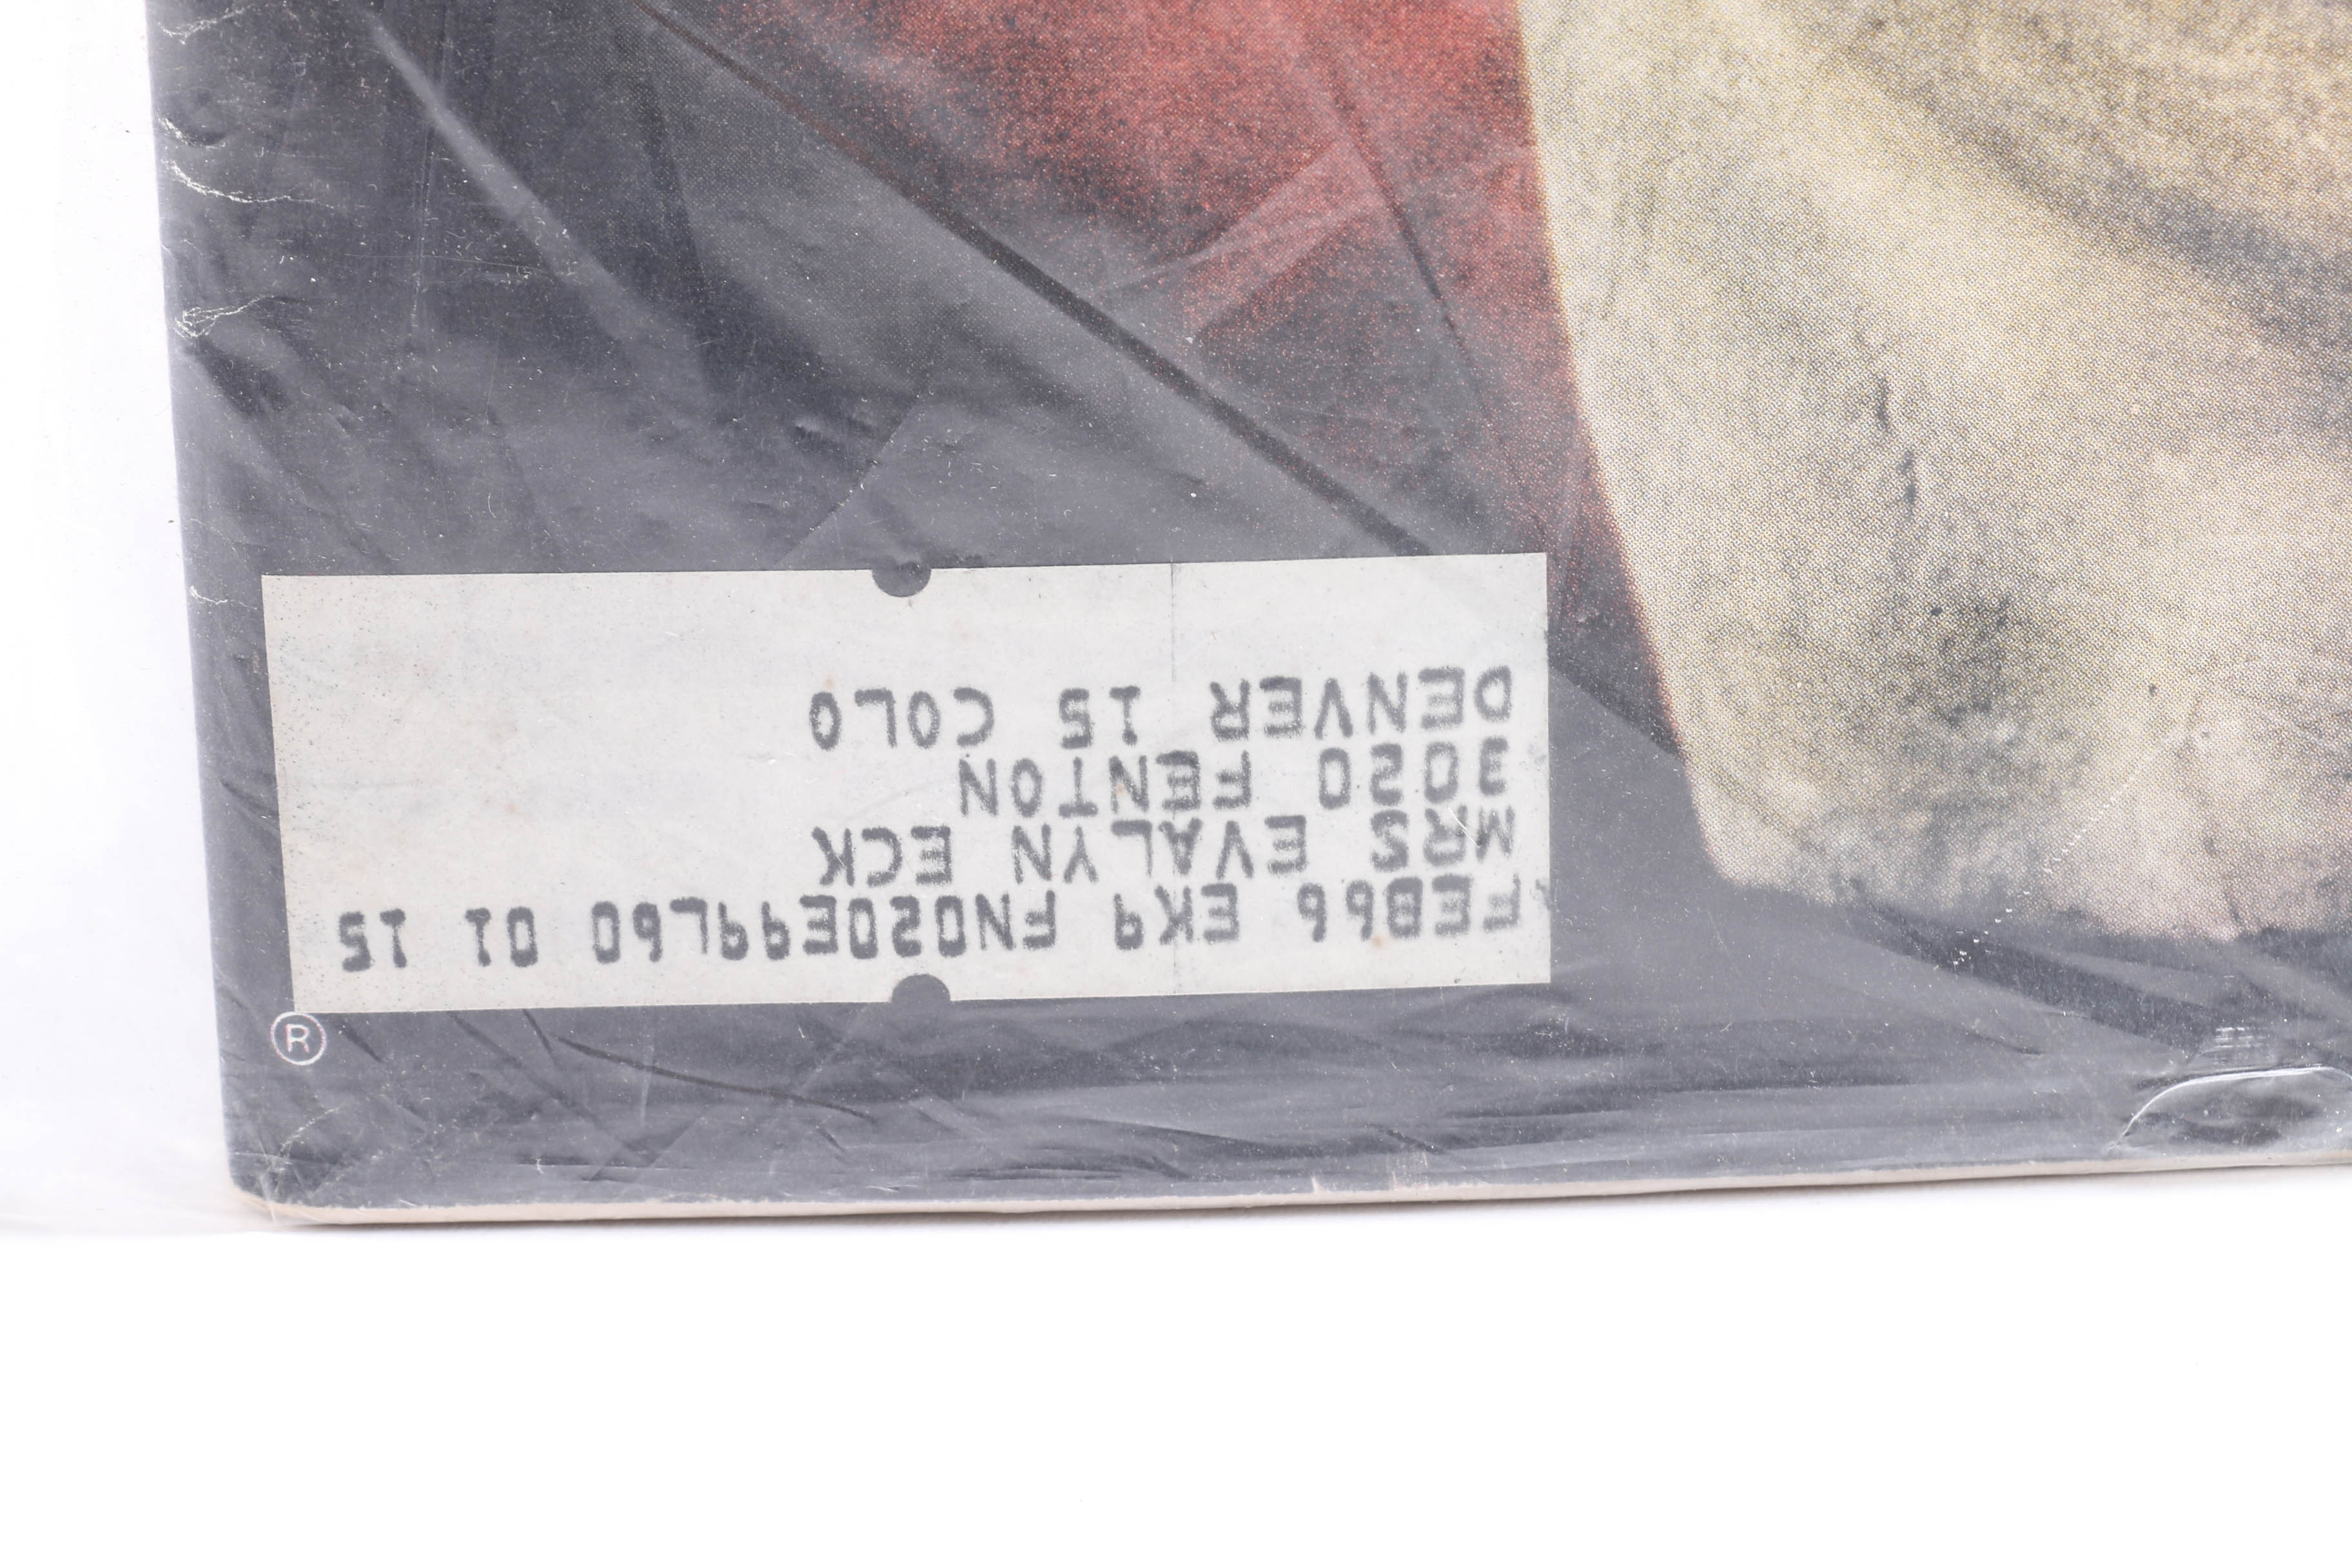 FEB66 EK9 FN020E99L60 01 15
MRS EVALYN ECK
3020 FENTON
DENVER 15 COLO
®